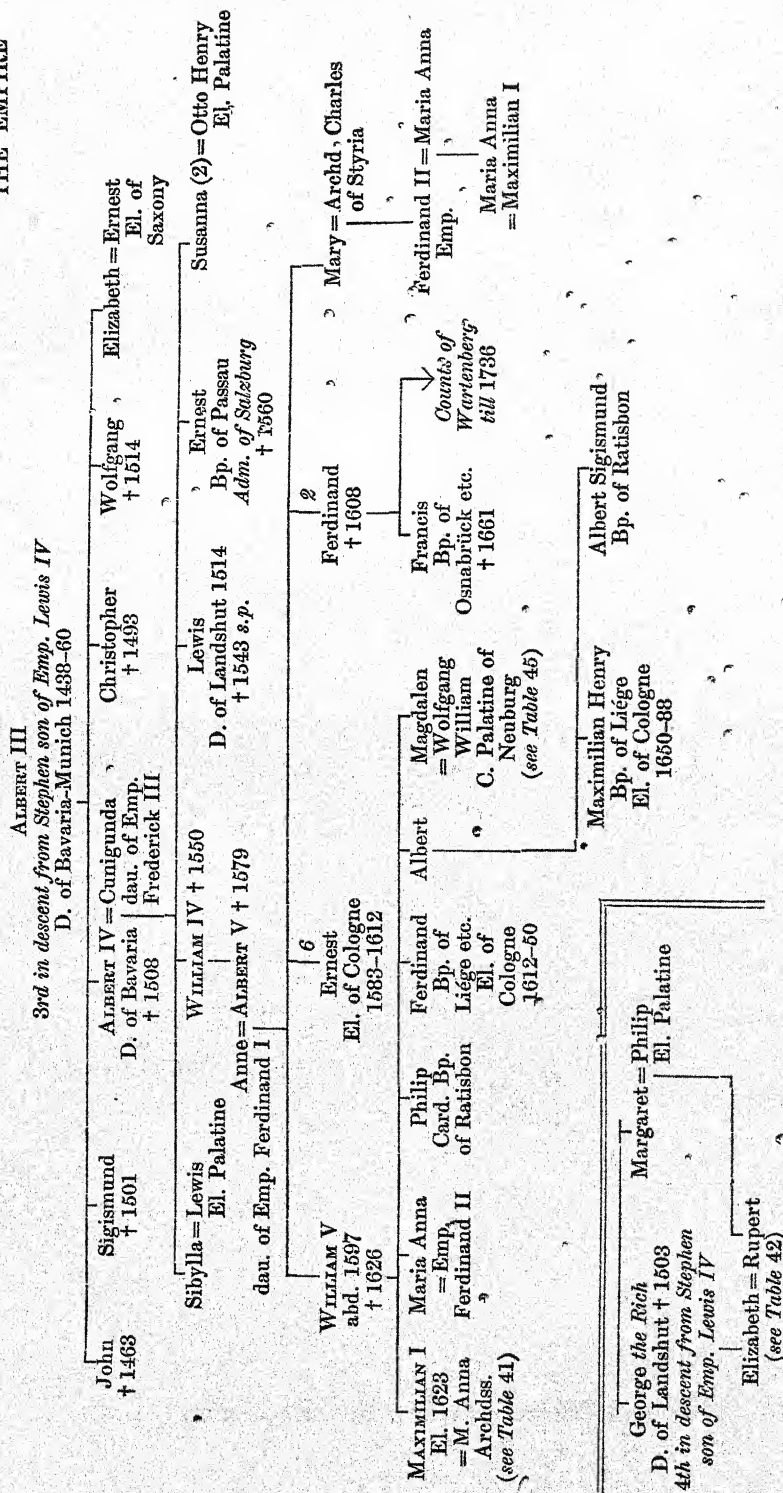 THE EMPIRE
ALBERT III
3rd in descent from Stephen son of Emp. Lewis IV
D. of Bavaria-Munich 1438–60
John
† 1463
Sigismund
† 1501
ALBERT IV = Cunigunda
D. of Bavaria dau. of Emp.
† 1508 Frederick III
Christopher
† 1493
Wolfgang
† 1514
Elizabeth = Ernest
El. of
Saxony
Sibylla = Lewis
El. Palatine
WILLIAM IV † 1550
Lewis
D. of Landshut 1514
† 1543 s.p.
Ernest
Bp. of Passau
Adm. of Salzburg
† 1560
Susanna (2) = Otto Henry
El. Palatine
Anne = ALBERT V † 1579
dau. of Emp. Ferdinand I
WILLIAM V
abd. 1597
† 1626
6
Ernest
El. of Cologne
1583–1612
2
Ferdinand
† 1608
Mary = Archd. Charles
of Styria
MAXIMILIAN I
El. 1623
= M. Anna
Archdss.
(see Table 41)
Maria Anna
= Emp.
Ferdinand II
Philip
Card. Bp.
of Ratisbon
Ferdinand
Bp. of
Liége etc.
El. of
Cologne
1612–50
Albert
Magdalen
= Wolfgang
William
C. Palatine of
Neuburg
(see Table 45)
Francis
Bp. of
Osnabrück etc.
† 1661
Counts of
Wartenberg
till 1736
Ferdinand II = Maria Anna
Emp.
Maria Anna
= Maximilian I
Maximilian Henry
Bp. of Liége
El. of Cologne
1650–88
Albert Sigismund
Bp. of Ratisbon
George the Rich
D. of Landshut † 1503
4th in descent from Stephen
son of Emp. Lewis IV
Margaret = Philip
El. Palatine
Elizabeth = Rupert
(see Table 42)